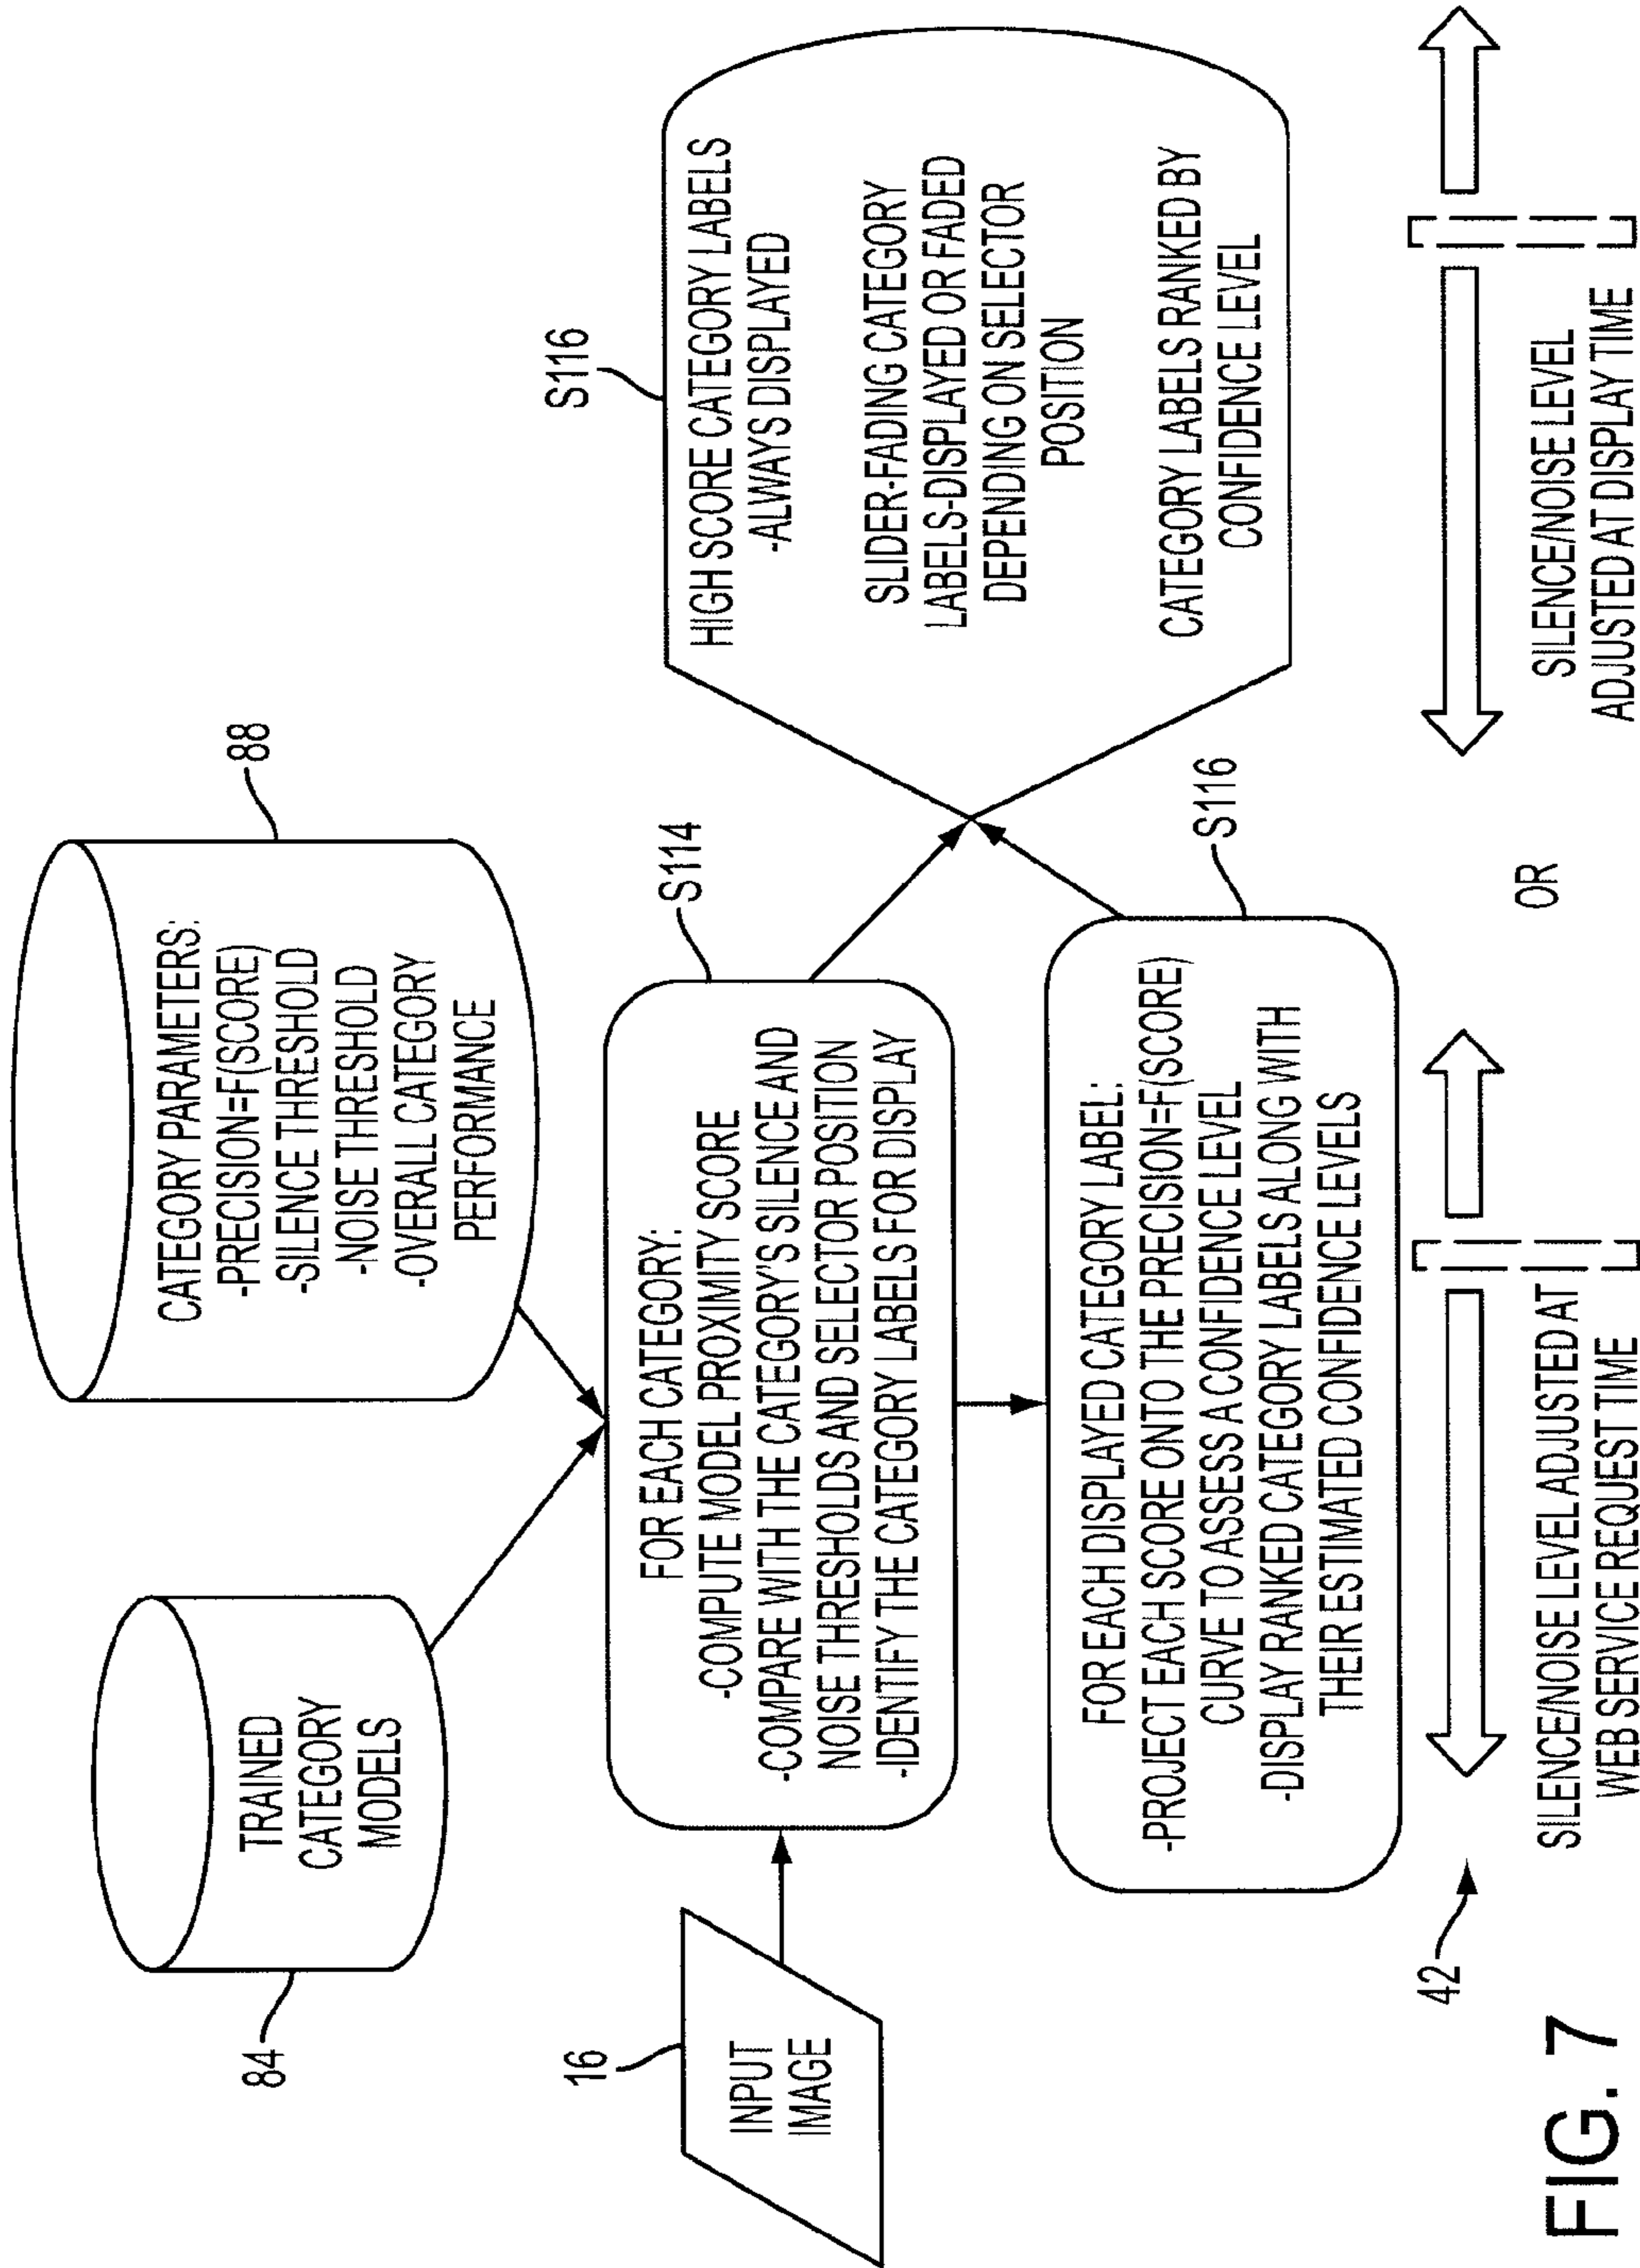 84
TRAINED
CATEGORY
MODELS
88
CATEGORY PARAMETERS:
-PRECISION=F(SCORE)
-SILENCE THRESHOLD
-NOISE THRESHOLD
-OVERALL CATEGORY
PERFORMANCE
16
INPUT
IMAGE
S114
FOR EACH CATEGORY:
-COMPUTE MODEL PROXIMITY SCORE
-COMPARE WITH THE CATEGORY'S SILENCE AND
NOISE THRESHOLDS AND SELECTOR POSITION
-IDENTIFY THE CATEGORY LABELS FOR DISPLAY
S116
HIGH SCORE CATEGORY LABELS
-ALWAYS DISPLAYED
SLIDER-FADING CATEGORY
LABELS-DISPLAYED OR FADED
DEPENDING ON SELECTOR
POSITION
CATEGORY LABELS RANKED BY
CONFIDENCE LEVEL
S116
FOR EACH DISPLAYED CATEGORY LABEL:
-PROJECT EACH SCORE ONTO THE PRECISION=F(SCORE)
CURVE TO ASSESS A CONFIDENCE LEVEL
-DISPLAY RANKED CATEGORY LABELS ALONG WITH
THEIR ESTIMATED CONFIDENCE LEVELS
42
SILENCE/NOISE LEVEL ADJUSTED AT
WEB SERVICE REQUEST TIME
OR
SILENCE/NOISE LEVEL
ADJUSTED AT DISPLAY TIME
FIG. 7